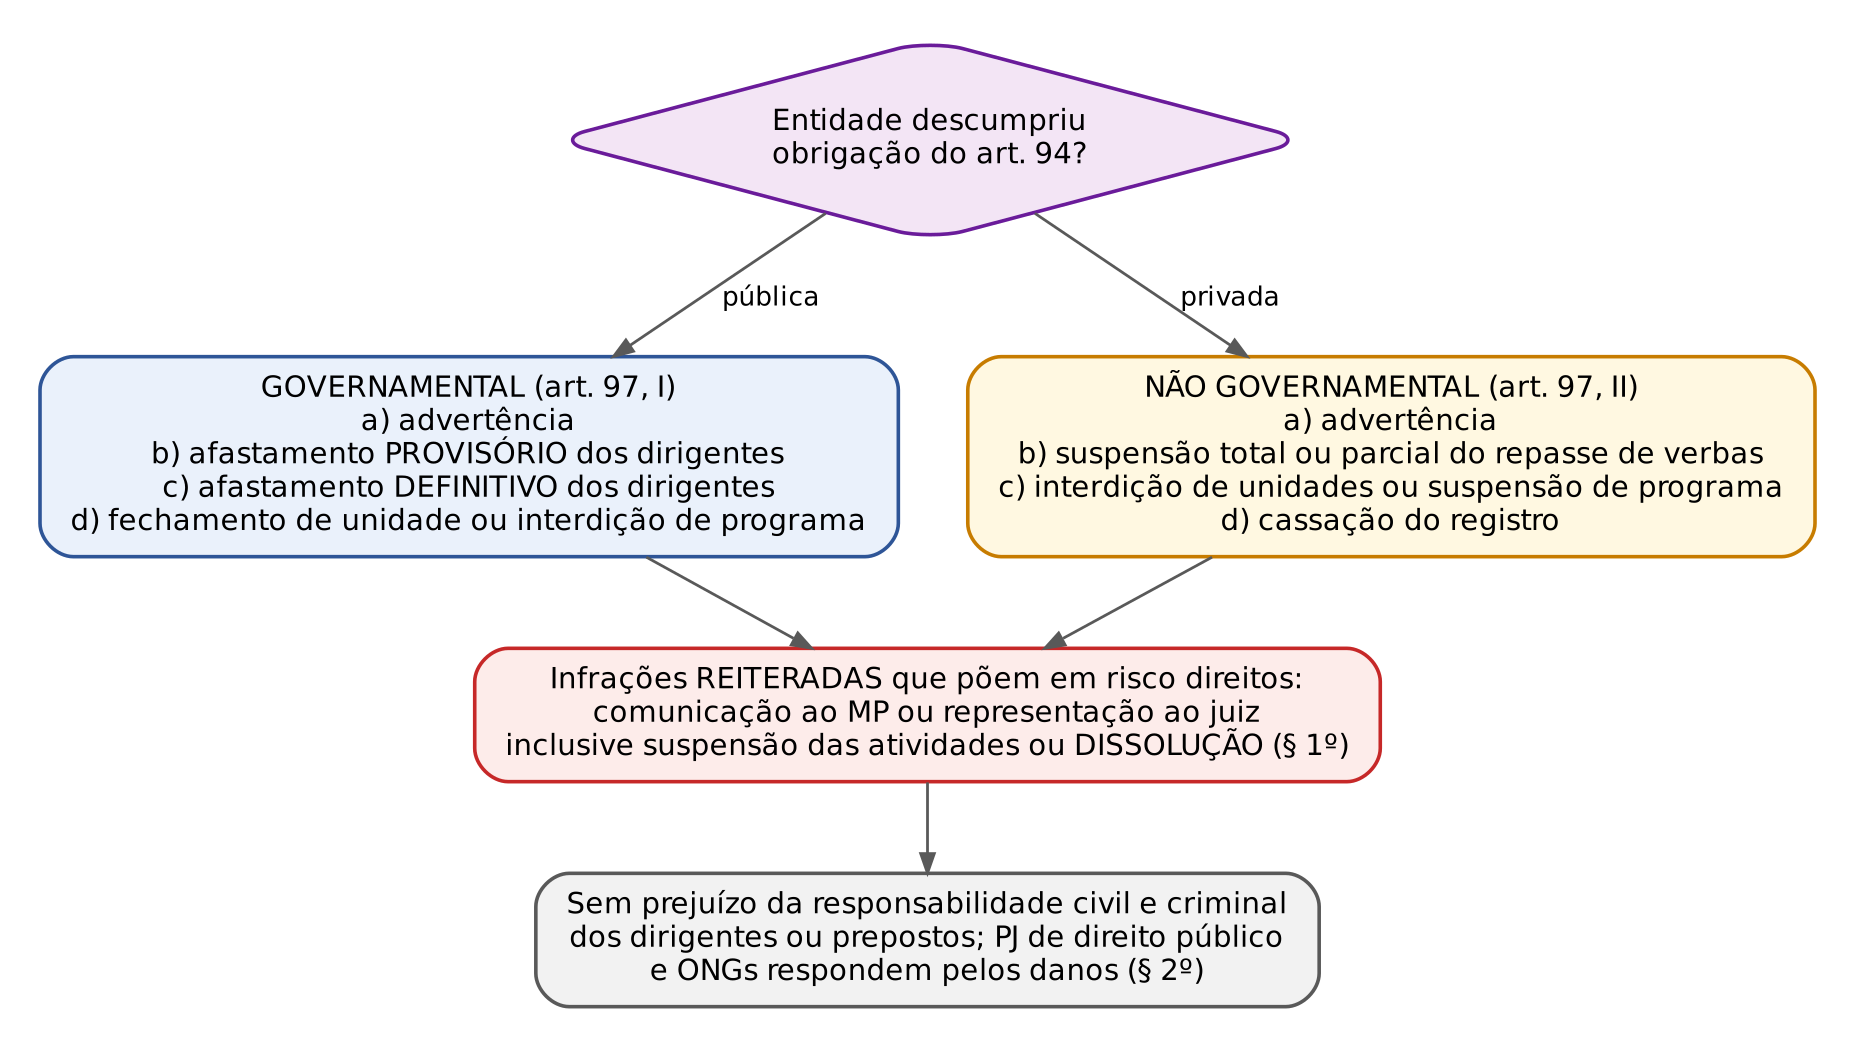 Entidade descumpriu
obrigação do art. 94?
pública
privada
GOVERNAMENTAL (art. 97, I)
a) advertência
b) afastamento PROVISÓRIO dos dirigentes
c) afastamento DEFINITIVO dos dirigentes
d) fechamento de unidade ou interdição de programa
NÃO GOVERNAMENTAL (art. 97, II)
a) advertência
b) suspensão total ou parcial do repasse de verbas
c) interdição de unidades ou suspensão de programa
d) cassação do registro
Infrações REITERADAS que põem em risco direitos:
comunicação ao MP ou representação ao juiz
inclusive suspensão das atividades ou DISSOLUÇÃO (§ 1º)
Sem prejuízo da responsabilidade civil e criminal
dos dirigentes ou prepostos; PJ de direito público
e ONGs respondem pelos danos (§ 2º)